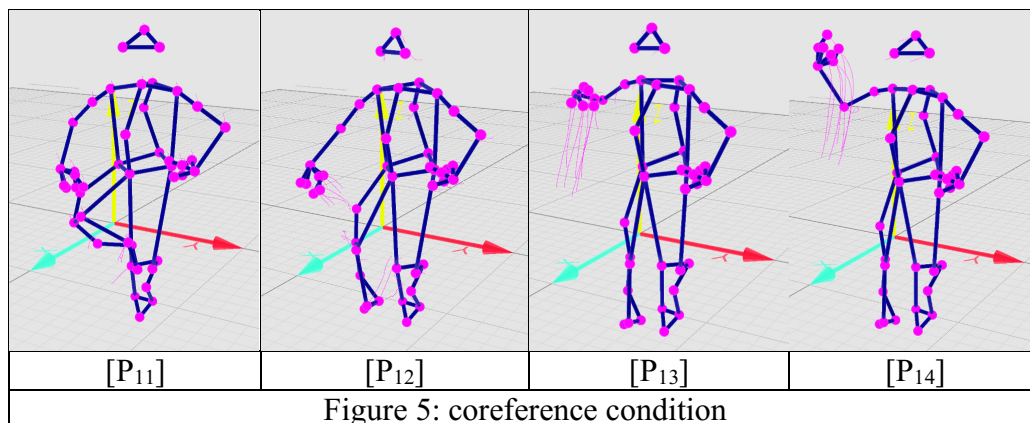 [P₁₁] [P₁₂] [P₁₃] [P₁₄]
Figure 5: coreference condition